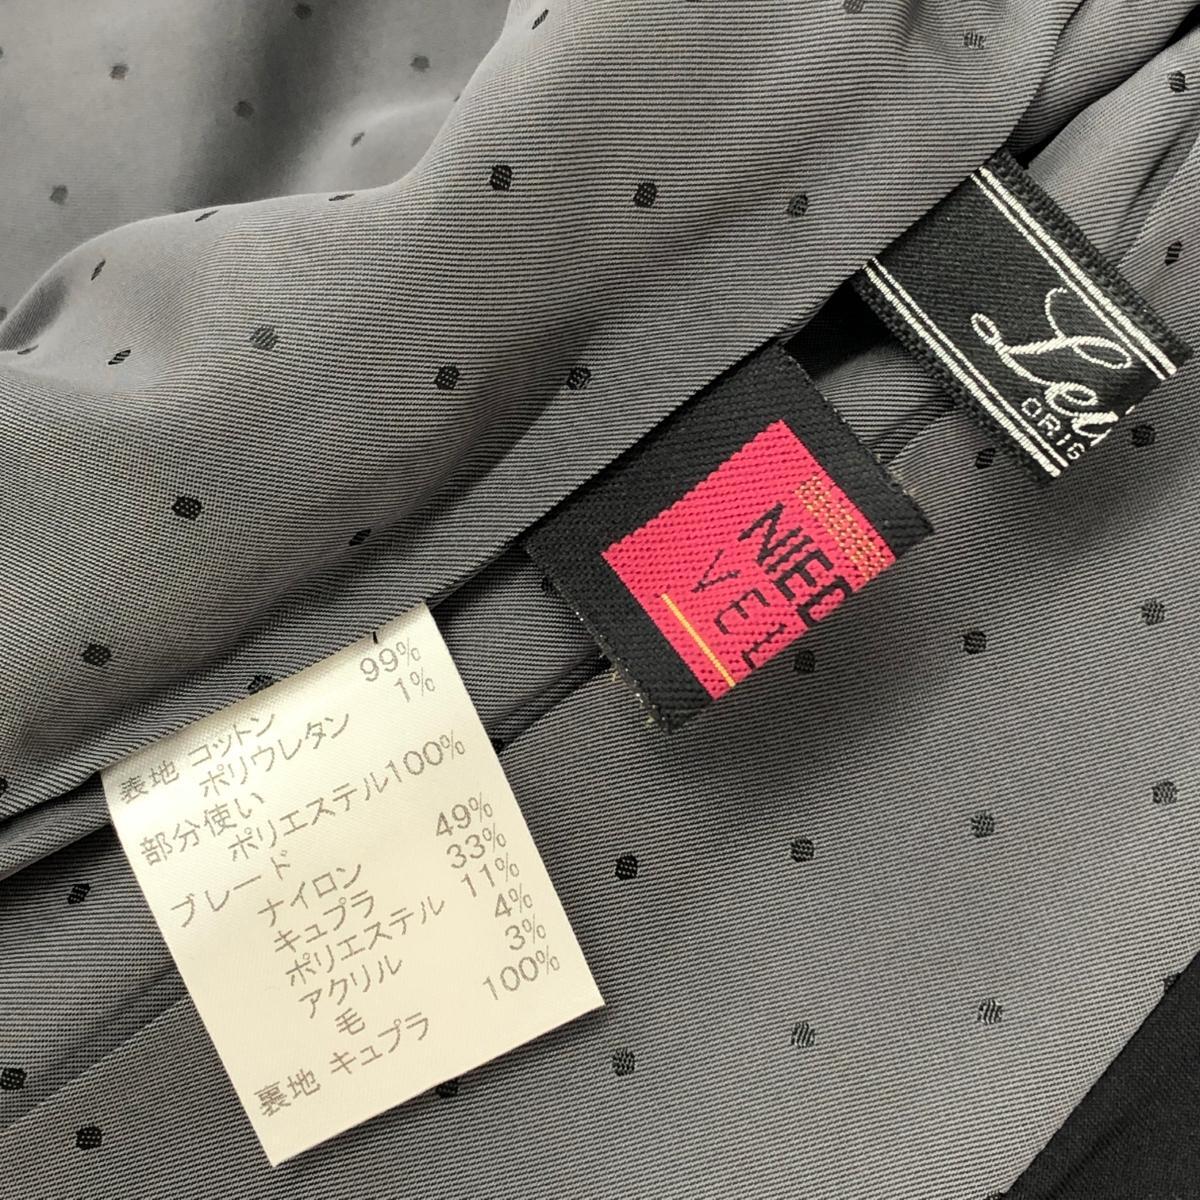 表地 コットン 99%
ポリウレタン 1%
部分使い
ポリエステル100%
ブレード
ナイロン 49%
キュプラ 33%
ポリエステル 11%
アクリル 4%
毛 3%
裏地 キュプラ 100%
NIED
VEL
ORIG